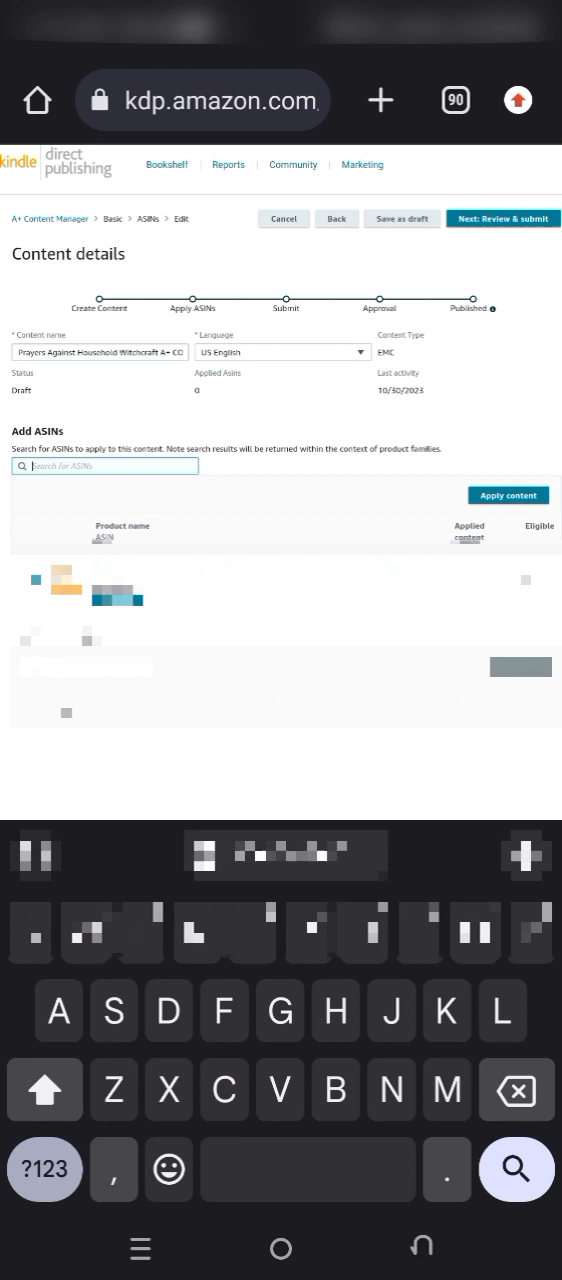 90
kdp.amazon.com
kindle direct publishing
Bookshelf | Reports | Community | Marketing
A+ Content Manager > Basic > ASINs > Edit
Cancel
Back
Save as draft
Next: Review & submit
Content details
Create Content
Apply ASINs
Submit
Approval
Published
* Content name
* Language
Content Type
Prayers Against Household Witchcraft A+ CO
US English
EMC
Status
Applied Asins
Last activity
Draft
0
10/30/2023
Add ASINs
Search for ASINs to apply to this content. Note search results will be returned within the context of product families.
Search for ASINs
Apply content
Product name
ASIN
Applied content
Eligible
A S D F G H J K L
Z X C V B N M
?123 , .